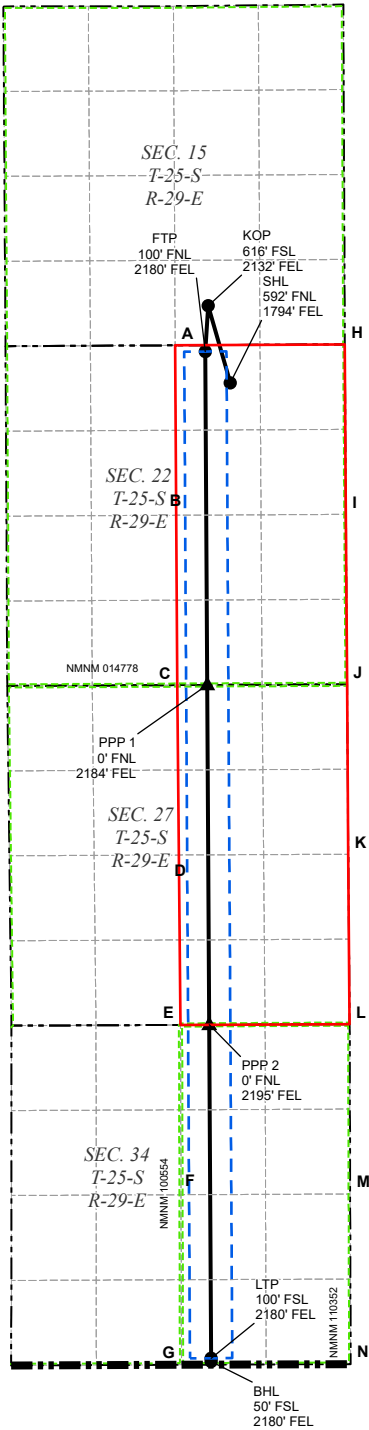 SEC. 15
T-25-S
R-29-E
FTP
100' FNL
2180' FEL
KOP
616' FSL
2132' FEL
SHL
592' FNL
1794' FEL
A
H
SEC. 22
T-25-S
R-29-E
B
I
NMNM 014778
C
J
PPP 1
0' FNL
2184' FEL
SEC. 27
T-25-S
R-29-E
K
D
E
L
PPP 2
0' FNL
2195' FEL
SEC. 34
T-25-S
R-29-E
NMNM 100554
F
M
LTP
100' FSL
2180' FEL
NMNM 110352
G
N
BHL
50' FSL
2180' FEL